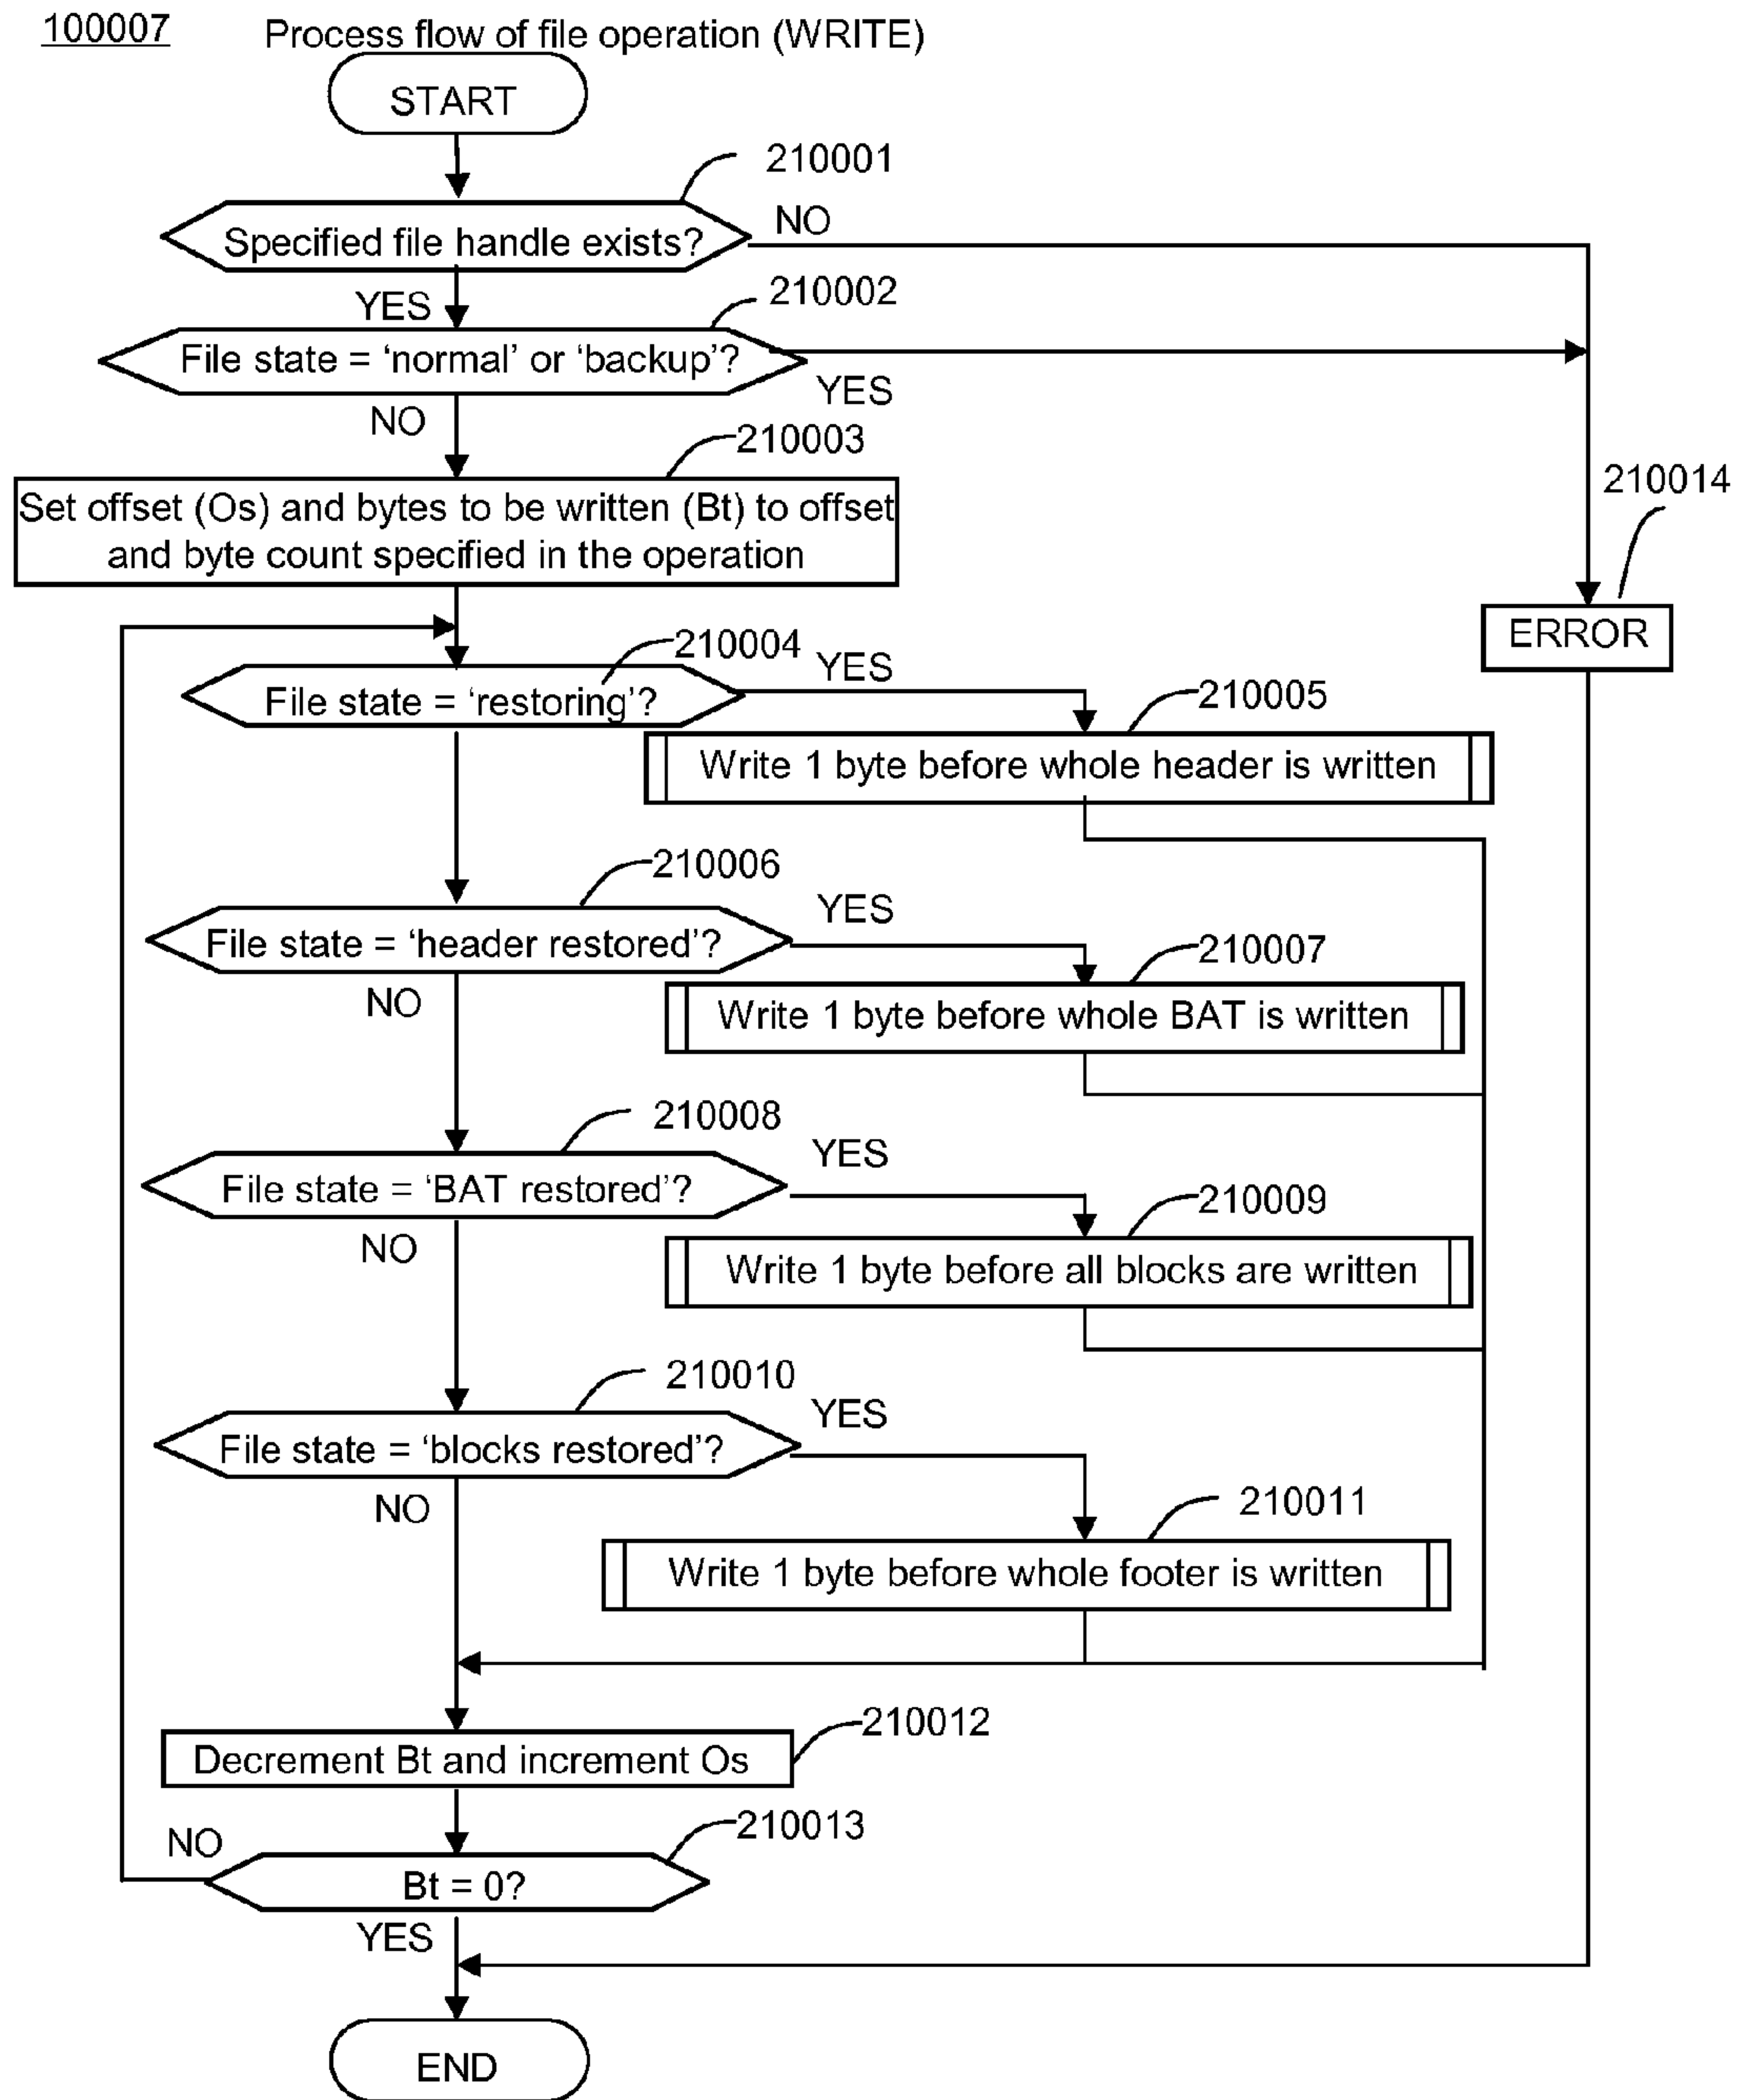 100007
Process flow of file operation (WRITE)
START
210001
Specified file handle exists?
NO
YES
210002
File state = ‘normal’ or ‘backup’?
YES
NO
210003
Set offset (Os) and bytes to be written (Bt) to offset
and byte count specified in the operation
210014
ERROR
210004
File state = ‘restoring’?
YES
210005
Write 1 byte before whole header is written
210006
File state = ‘header restored’?
YES
NO
210007
Write 1 byte before whole BAT is written
210008
File state = ‘BAT restored’?
YES
NO
210009
Write 1 byte before all blocks are written
210010
File state = ‘blocks restored’?
YES
NO
210011
Write 1 byte before whole footer is written
210012
Decrement Bt and increment Os
210013
NO
Bt = 0?
YES
END